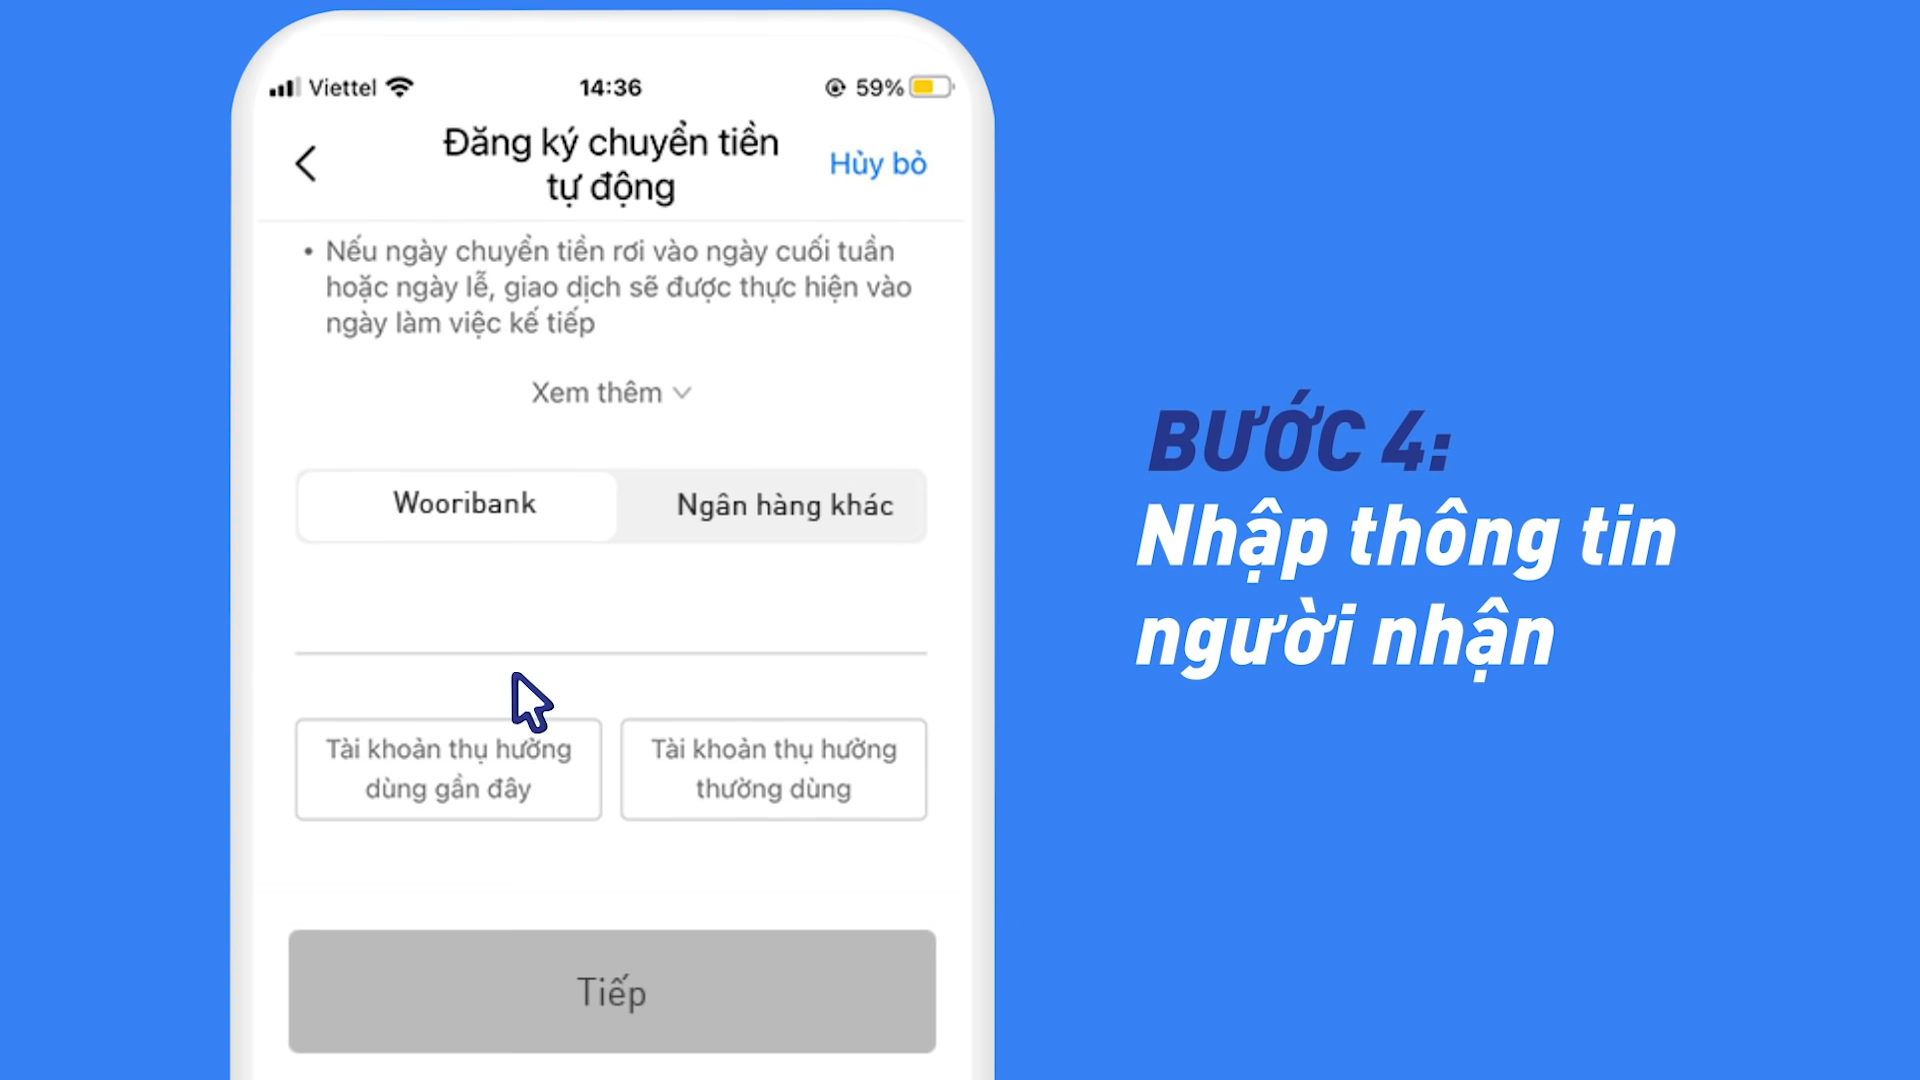 Viettel
14:36
59%
Đăng ký chuyển tiền
tự động
Hủy bỏ
• Nếu ngày chuyển tiền rơi vào ngày cuối tuần
hoặc ngày lễ, giao dịch sẽ được thực hiện vào
ngày làm việc kế tiếp
Xem thêm
Wooribank
Ngân hàng khác
Tài khoản thụ hưởng
dùng gần đây
Tài khoản thụ hưởng
thường dùng
Tiếp
BƯỚC 4:
Nhập thông tin
người nhận